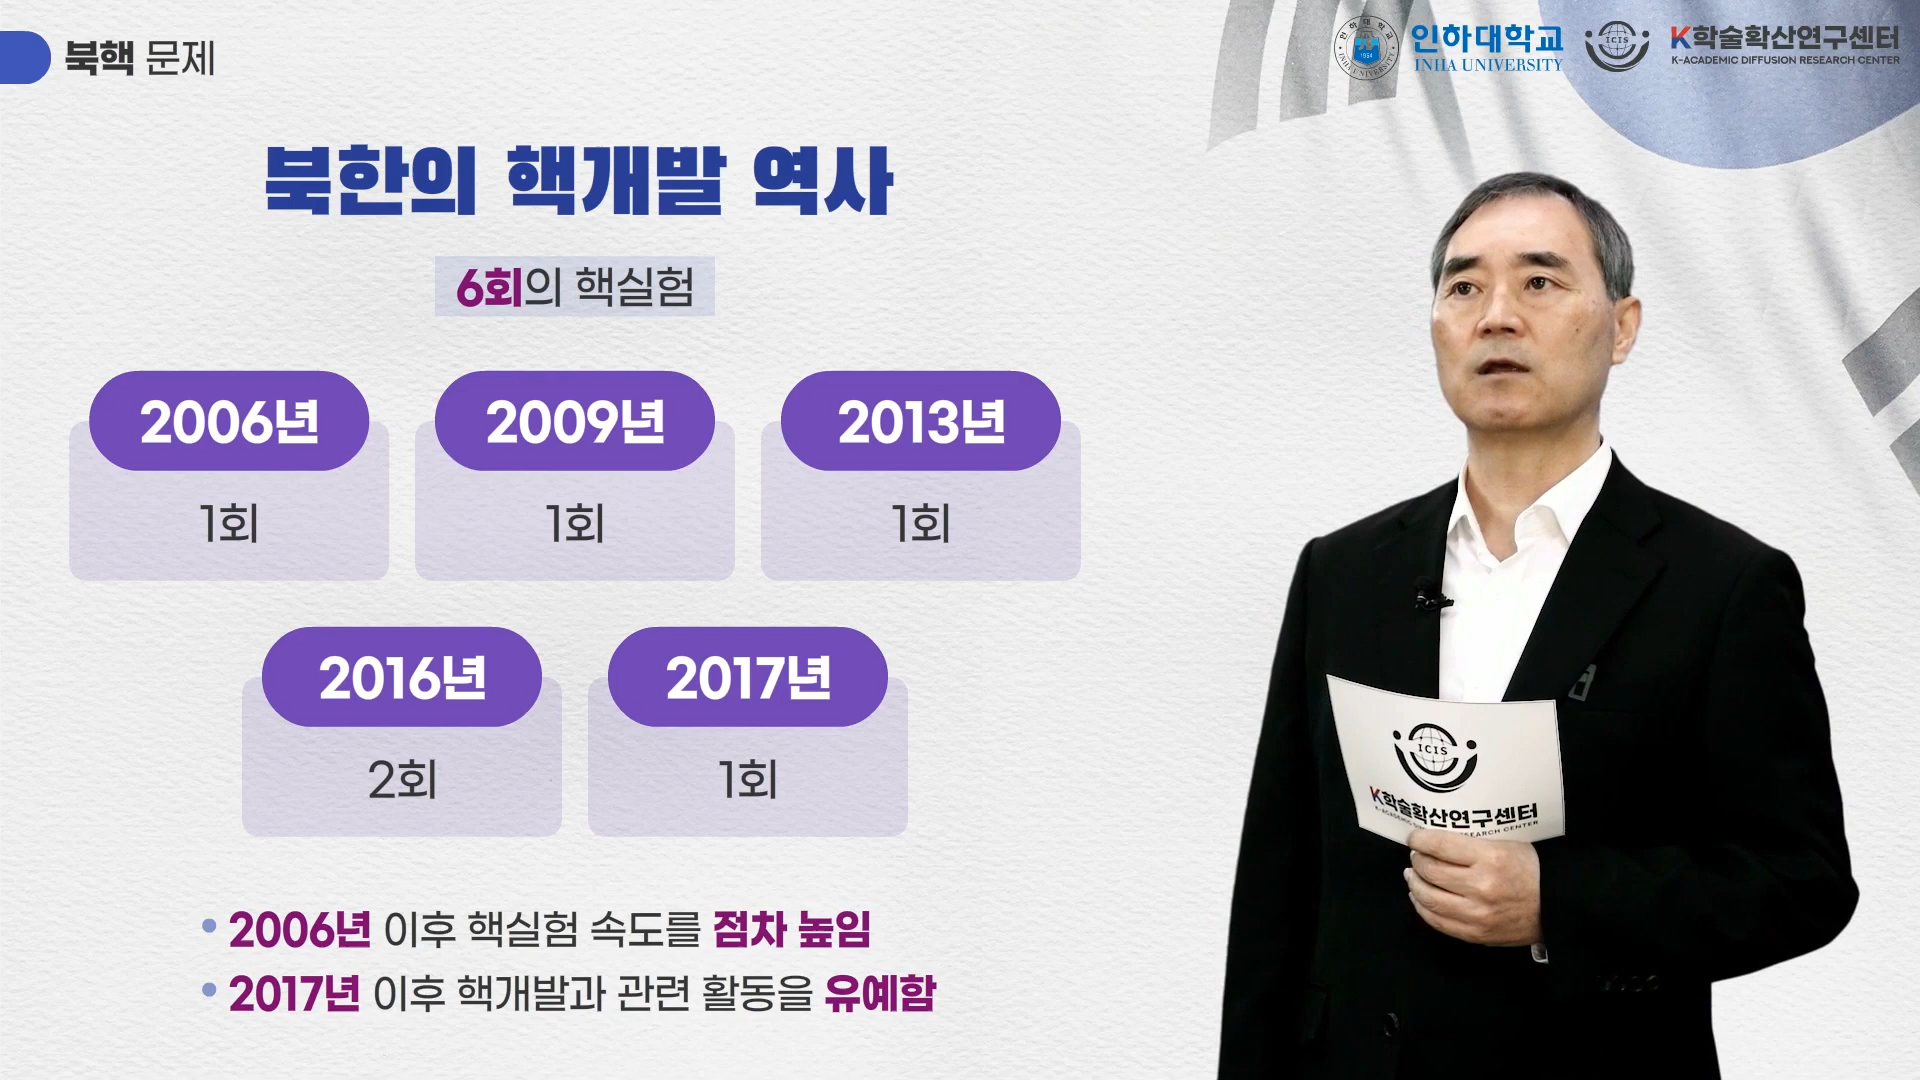 북핵 문제
인하대학교
1954
INHA UNIVERSITY
ICIS
K학술확산연구센터
K-ACADEMIC DIFFUSION RESEARCH CENTER
북한의 핵개발 역사
6회의 핵실험
2006년
2009년
2013년
1회
1회
1회
2016년
2017년
2회
1회
• 2006년 이후 핵실험 속도를 점차 높임
• 2017년 이후 핵개발과 관련 활동을 유예함
ICIS
K학술확산연구센터